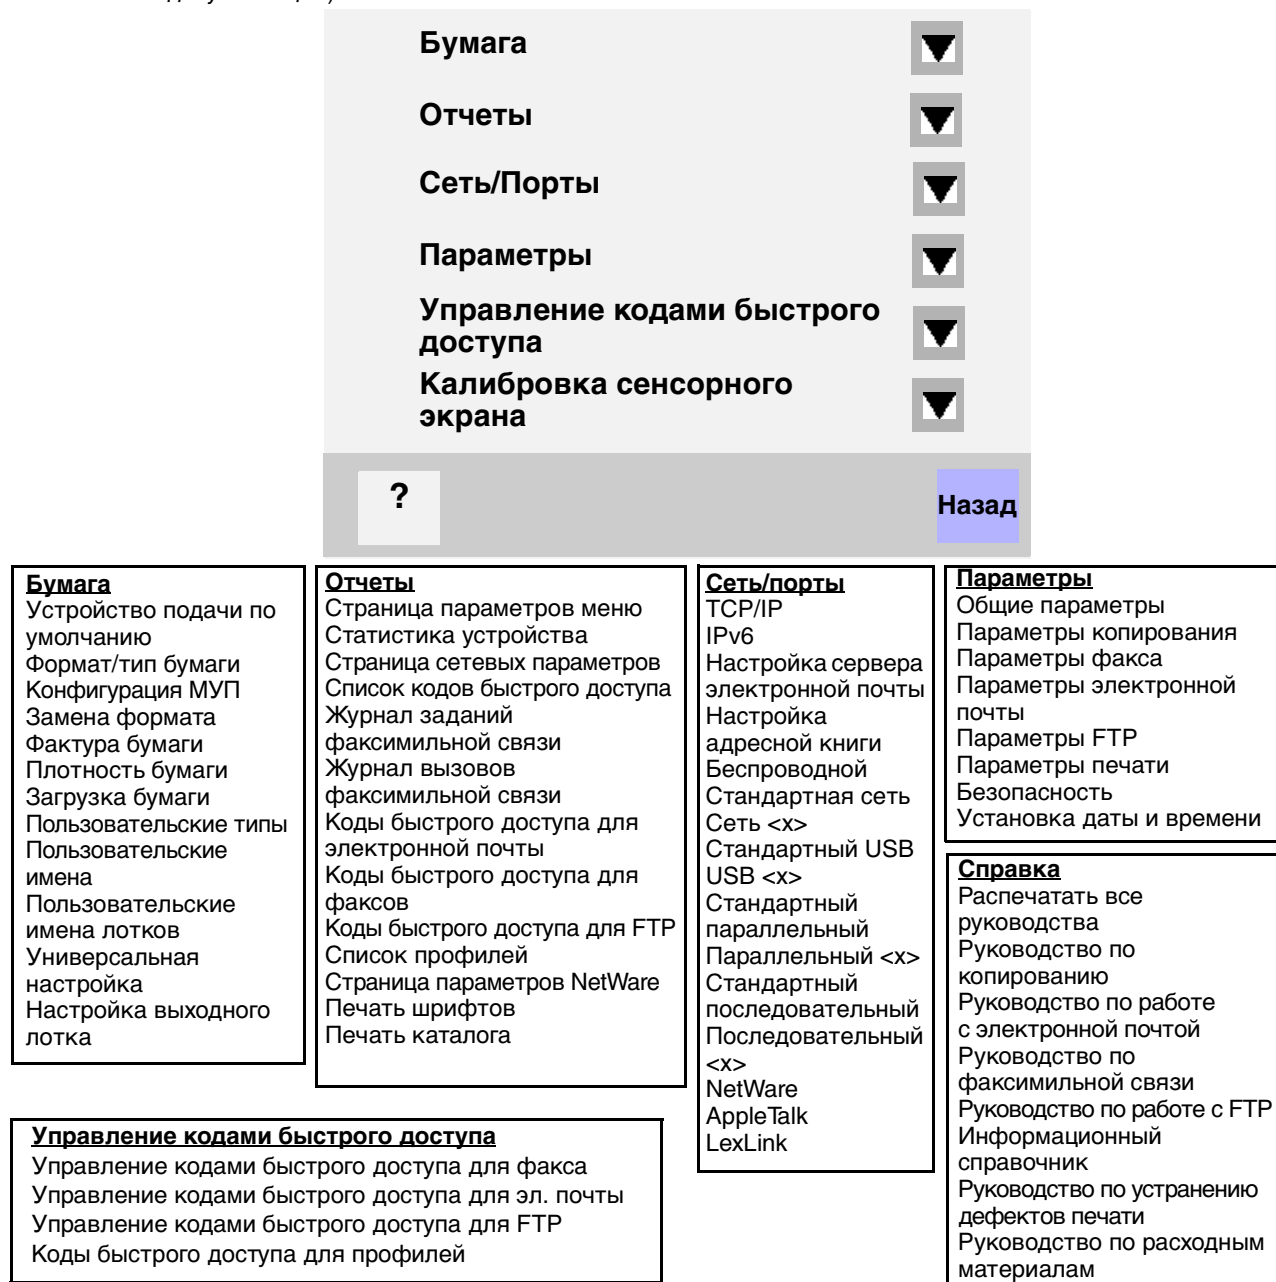 Бумага
Отчеты
Сеть/Порты
Параметры
Управление кодами быстрого
доступа
Калибровка сенсорного
экрана
?
Назад
Бумага
Устройство подачи по
умолчанию
Формат/тип бумаги
Конфигурация МУП
Замена формата
Фактура бумаги
Плотность бумаги
Загрузка бумаги
Пользовательские типы
Пользовательские
имена
Пользовательские
имена лотков
Универсальная
настройка
Настройка выходного
лотка
Отчеты
Страница параметров меню
Статистика устройства
Страница сетевых параметров
Список кодов быстрого доступа
Журнал заданий
факсимильной связи
Журнал вызовов
факсимильной связи
Коды быстрого доступа для
электронной почты
Коды быстрого доступа для
факсов
Коды быстрого доступа для FTP
Список профилей
Страница параметров NetWare
Печать шрифтов
Печать каталога
Сеть/порты
TCP/IP
IPv6
Настройка сервера
электронной почты
Настройка
адресной книги
Беспроводной
Стандартная сеть
Сеть <x>
Стандартный USB
USB <x>
Стандартный
параллельный
Параллельный <x>
Стандартный
последовательный
Последовательный
<x>
NetWare
AppleTalk
LexLink
Параметры
Общие параметры
Параметры копирования
Параметры факса
Параметры электронной
почты
Параметры FTP
Параметры печати
Безопасность
Установка даты и времени
Справка
Распечатать все
руководства
Руководство по
копированию
Руководство по работе
с электронной почтой
Руководство по
факсимильной связи
Руководство по работе с FTP
Информационный
справочник
Руководство по устранению
дефектов печати
Руководство по расходным
материалам
Управление кодами быстрого доступа
Управление кодами быстрого доступа для факса
Управление кодами быстрого доступа для эл. почты
Управление кодами быстрого доступа для FTP
Коды быстрого доступа для профилей